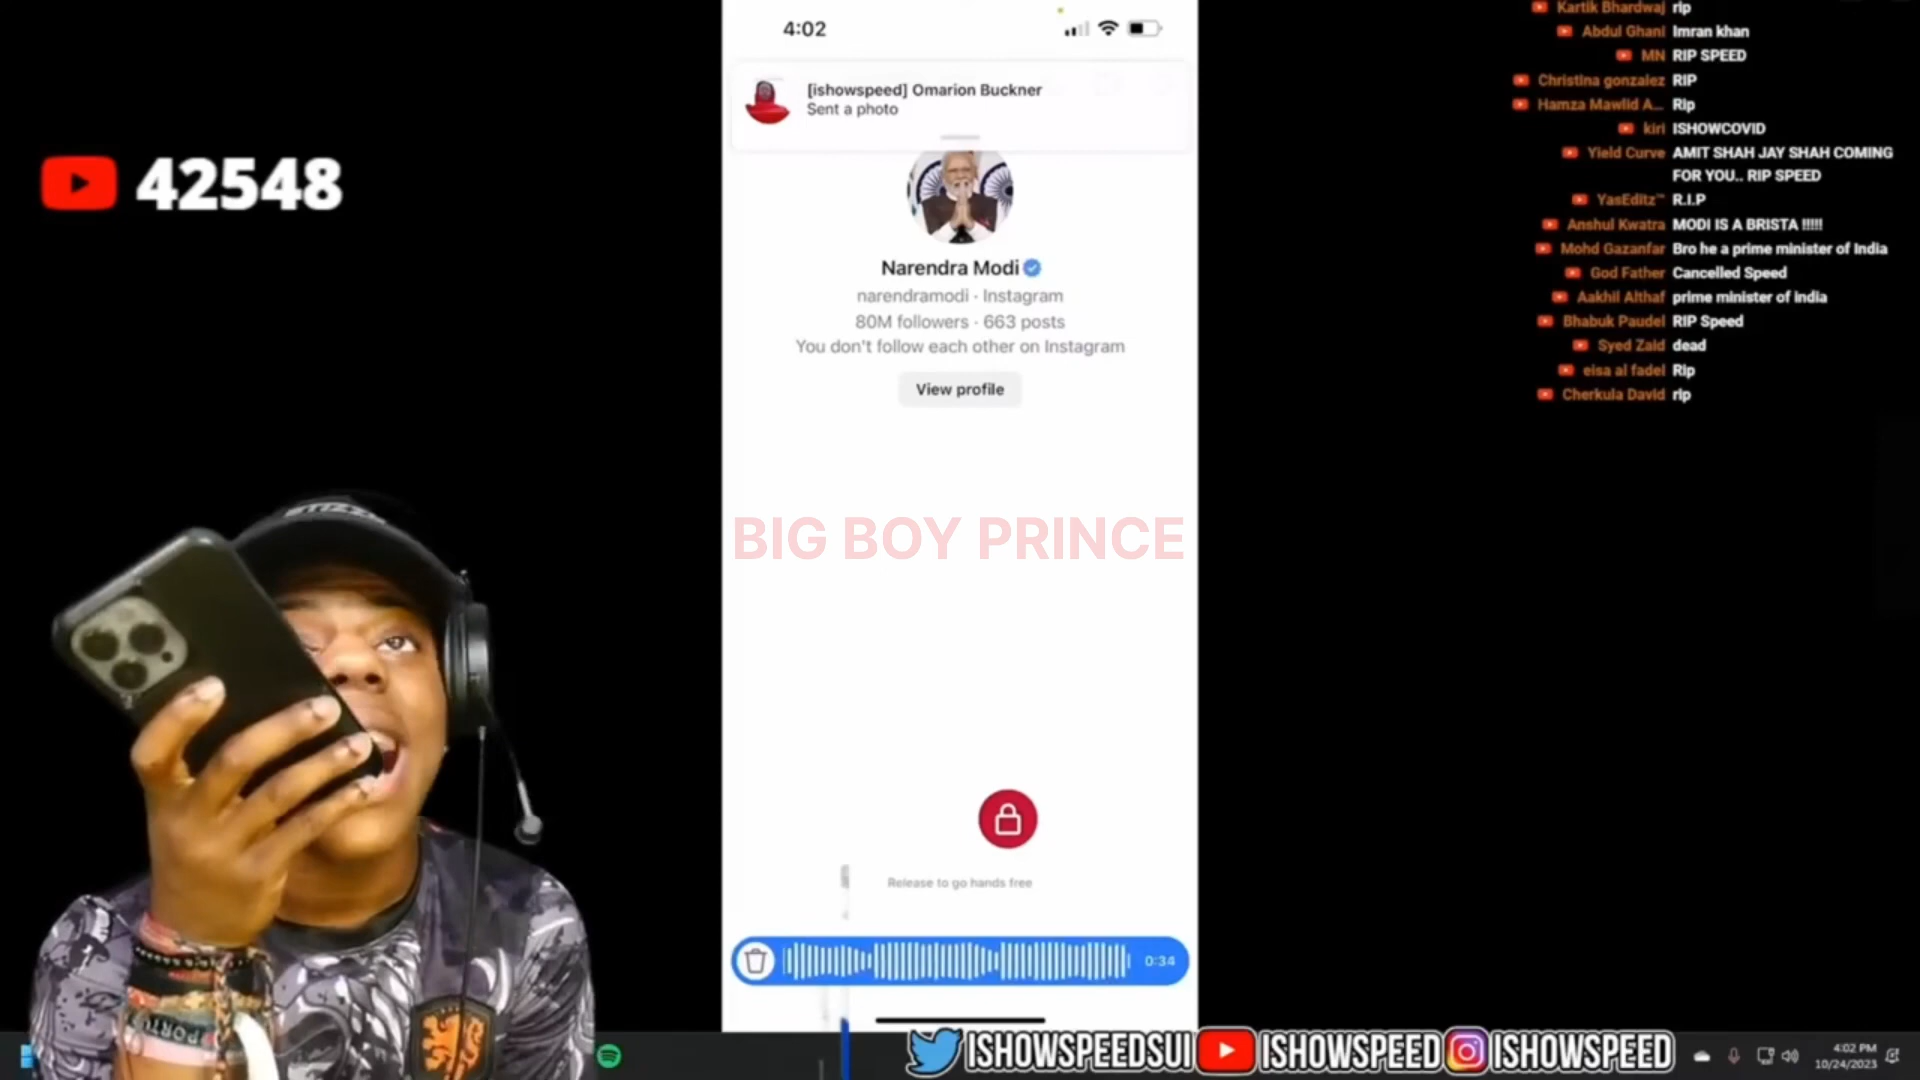 42548
4:02
[ishowspeed] Omarion Buckner
Sent a photo
Narendra Modi
narendramodi · Instagram
80M followers · 663 posts
You don't follow each other on Instagram
View profile
BIG BOY PRINCE
Release to go hands free
0:34
Kartik Bhardwaj rip
Abdul Ghani Imran khan
MN RIP SPEED
Christina gonzalez RIP
Hamza Mawlid A... Rip
kiri ISHOWCOVID
Yield Curve AMIT SHAH JAY SHAH COMING
FOR YOU.. RIP SPEED
YasEditz™ R.I.P
Anshul Kwatra MODI IS A BRISTA !!!!!
Mohd Gazanfar Bro he a prime minister of India
God Father Cancelled Speed
Aakhil Althaf prime minister of india
Bhabuk Paudel RIP Speed
Syed Zaid dead
eisa al fadel Rip
Cherkula David rip
STIZZY
PORTU
ISHOWSPEEDSUI ISHOWSPEED ISHOWSPEED
4:02 PM
10/24/2023